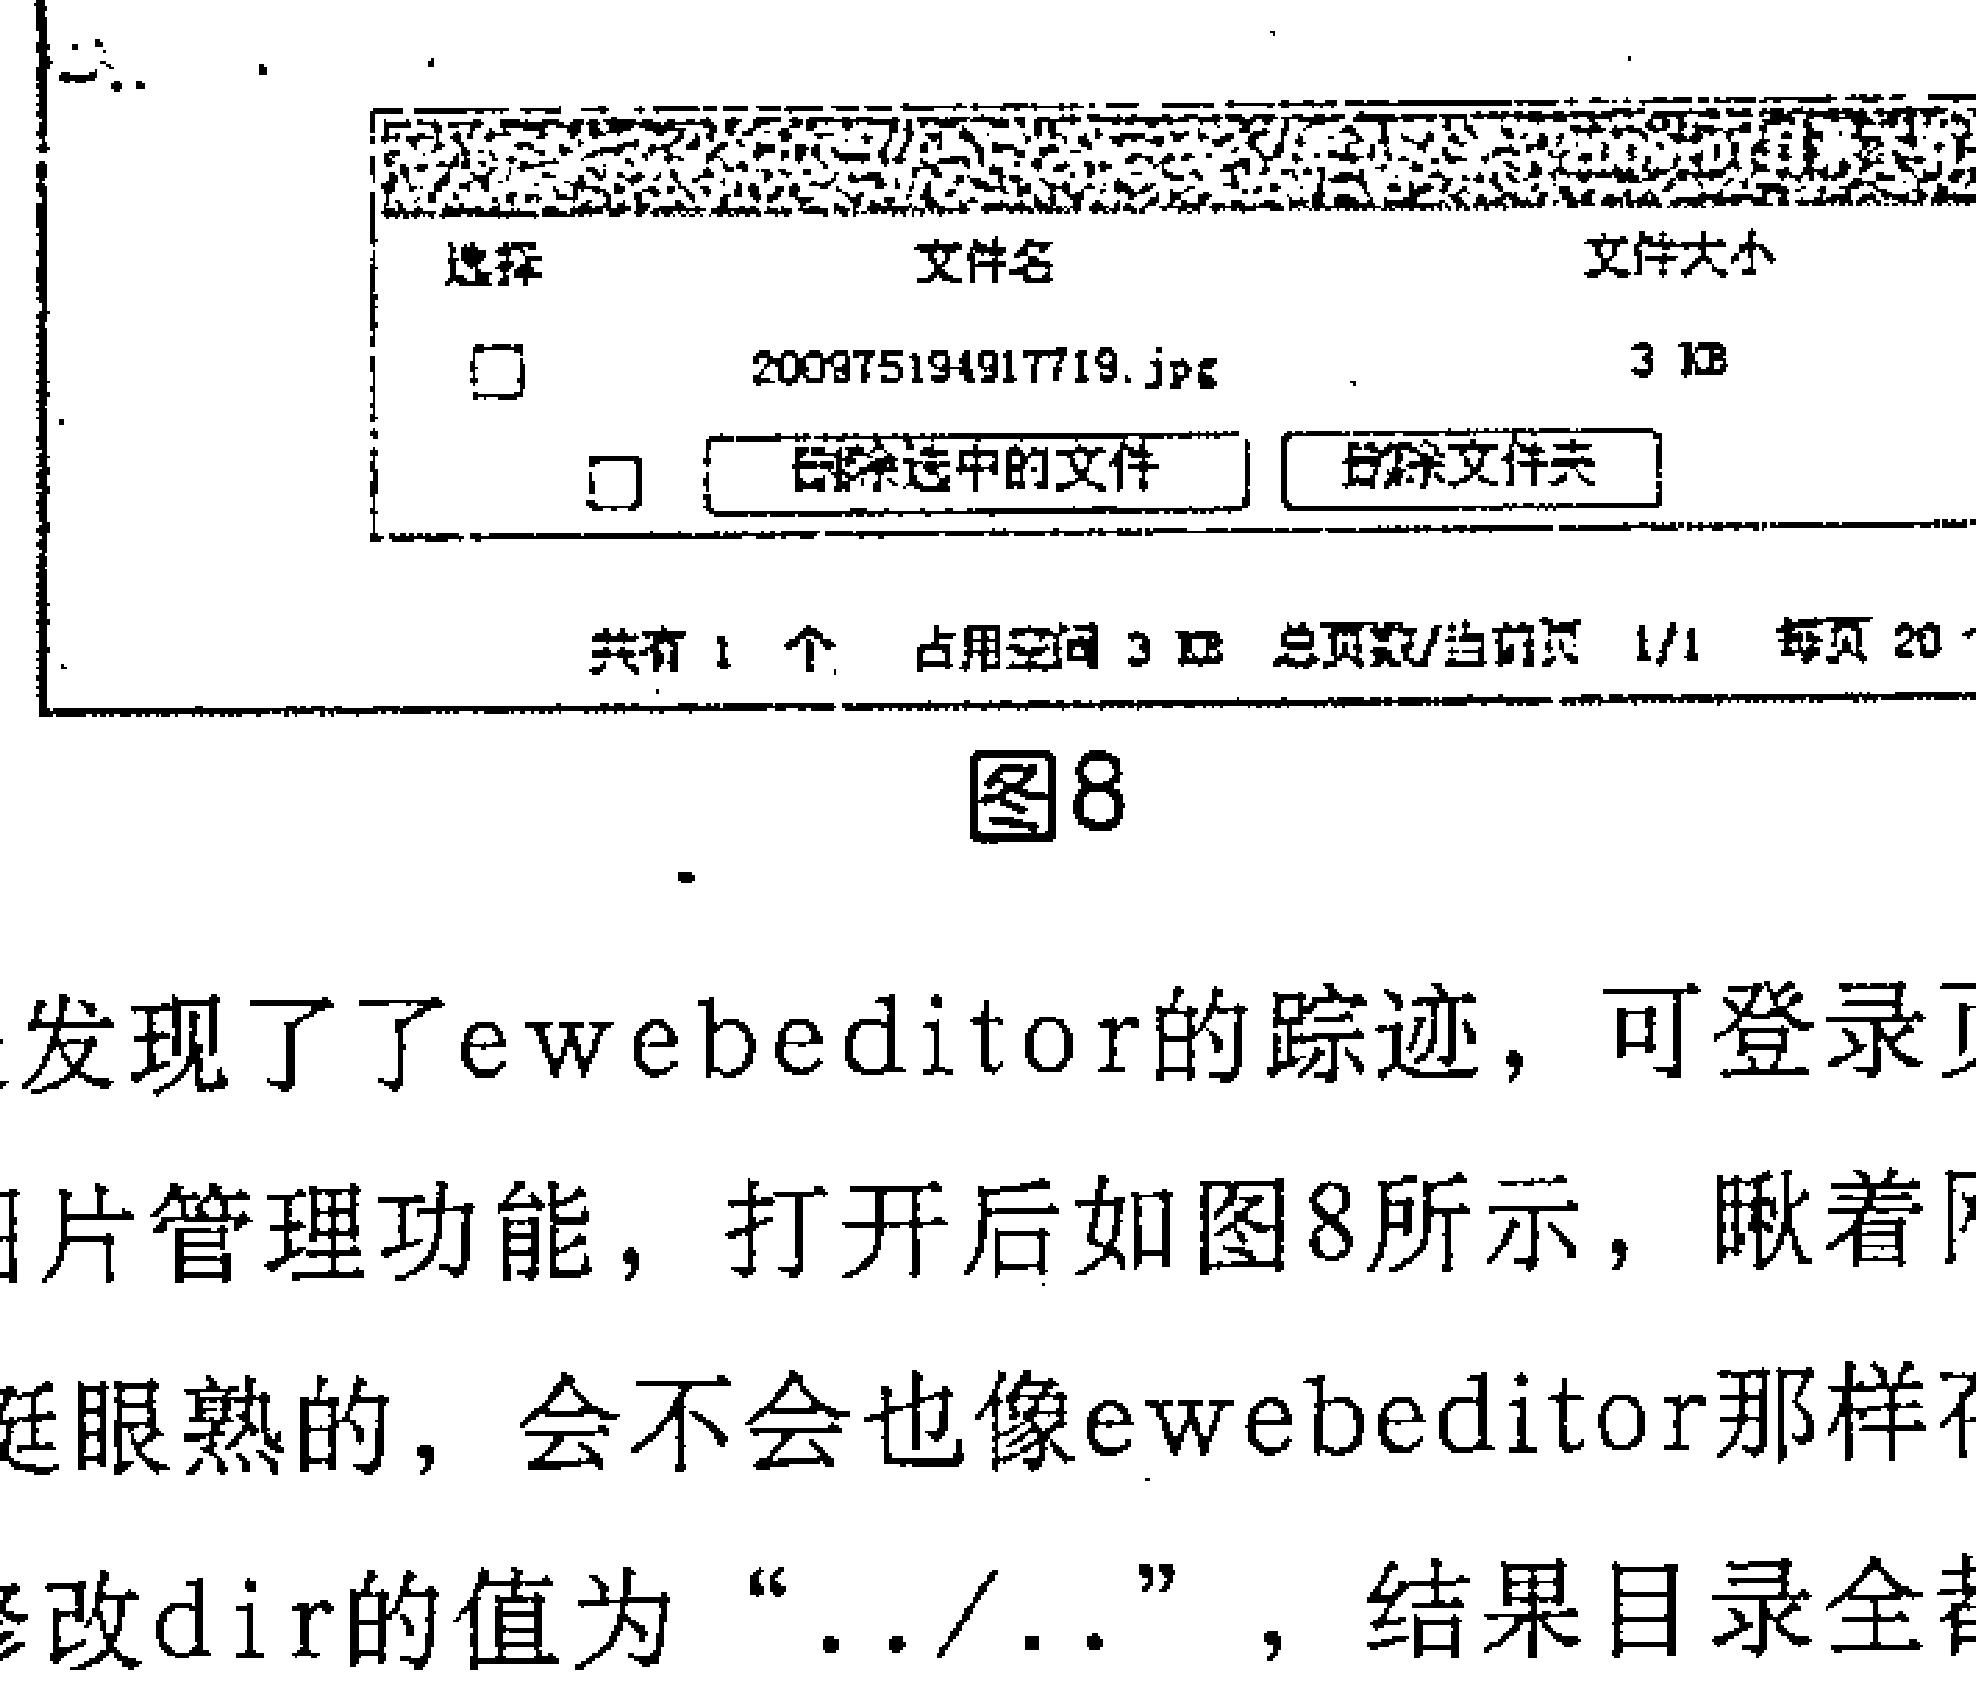 选择 文件名 文件大小
200975194917719.jpg 3 KB
删除选中的文件 删除文件夹
共有 1 个 占用空间 3 KB 总页数/当前页 1/1 每页 20
图8
发现了了ewebeditor的踪迹，可登录页
片管理功能，打开后如图8所示，瞅着
挺眼熟的，会不会也像ewebeditor那样存
修改dir的值为“../..”，结果目录全都